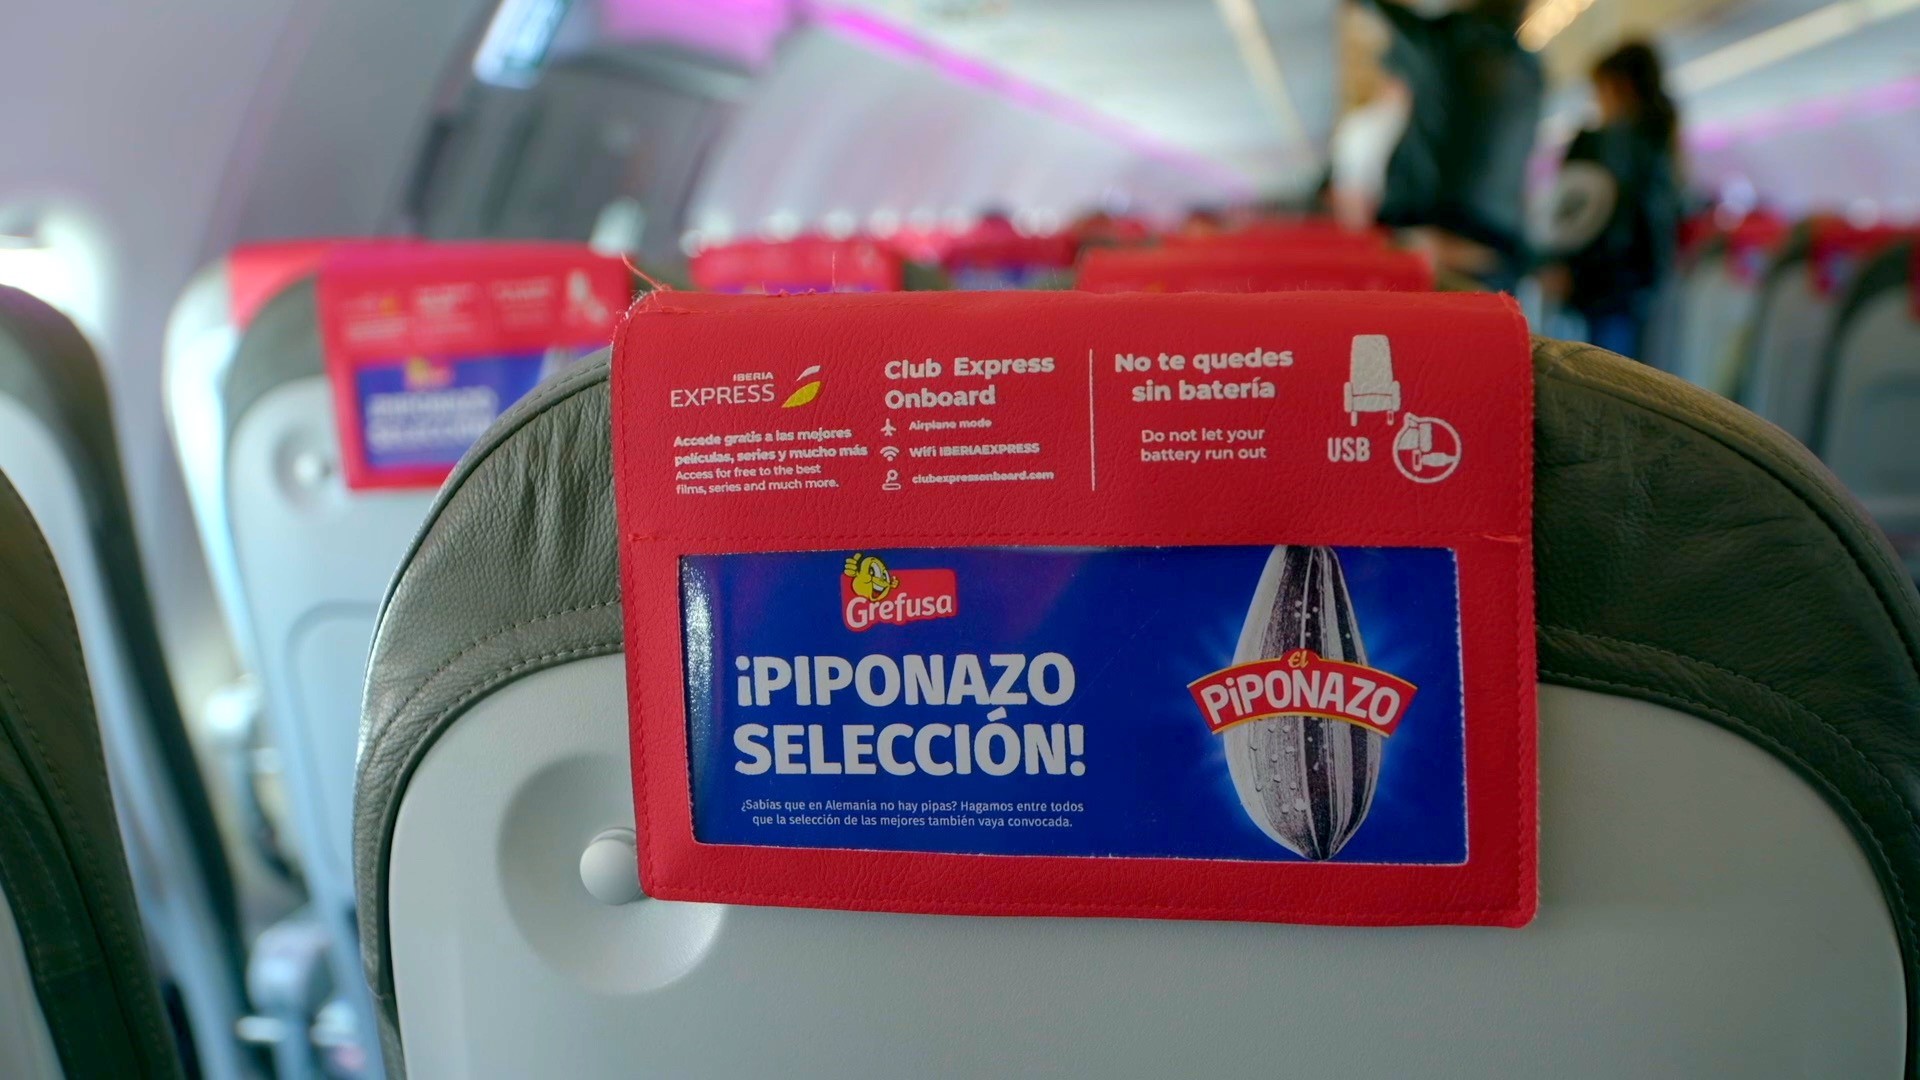 IBERIA
EXPRESS
Accede gratis a las mejores
películas, series y mucho más
Access for free to the best
films, series and much more.
Club Express
Onboard
Airplane mode
Wifi IBERIAEXPRESS
clubexpressonboard.com
No te quedes
sin batería
Do not let your
battery run out
USB
Grefusa
¡PIPONAZO
SELECCIÓN!
¿Sabías que en Alemania no hay pipas? Hagamos entre todos
que la selección de las mejores también vaya convocada.
El
PiPONAZO